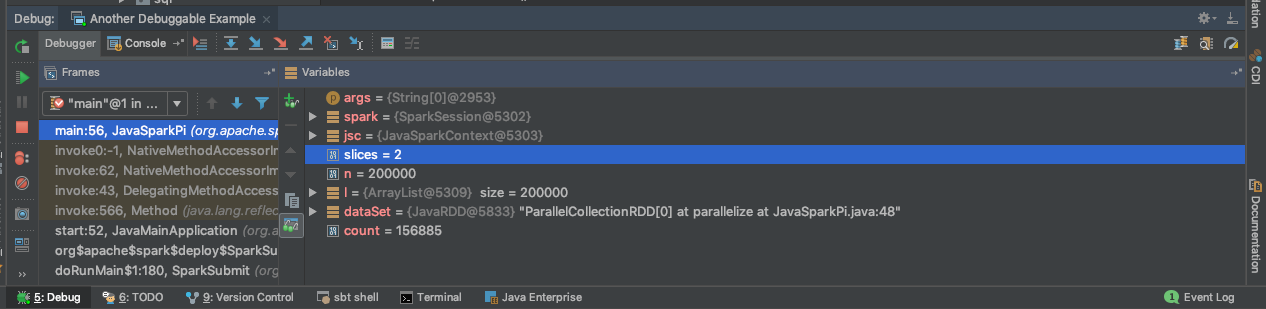 sql
Debug: Another Debuggable Example
Debugger Console
Frames
Variables
"main"@1 in ...
main:56, JavaSparkPi (org.apache.sp
invoke0:-1, NativeMethodAccessorIm
invoke:62, NativeMethodAccessorIm
invoke:43, DelegatingMethodAccess
invoke:566, Method (java.lang.reflec
start:52, JavaMainApplication (org.a
org$apache$spark$deploy$SparkSu
doRunMain$1:180, SparkSubmit (org
args = {String[0]@2953}
spark = {SparkSession@5302}
jsc = {JavaSparkContext@5303}
slices = 2
n = 200000
l = {ArrayList@5309} size = 200000
dataSet = {JavaRDD@5833} "ParallelCollectionRDD[0] at parallelize at JavaSparkPi.java:48"
count = 156885
CDI
Documentation
5: Debug 6: TODO 9: Version Control sbt shell Terminal Java Enterprise 1 Event Log